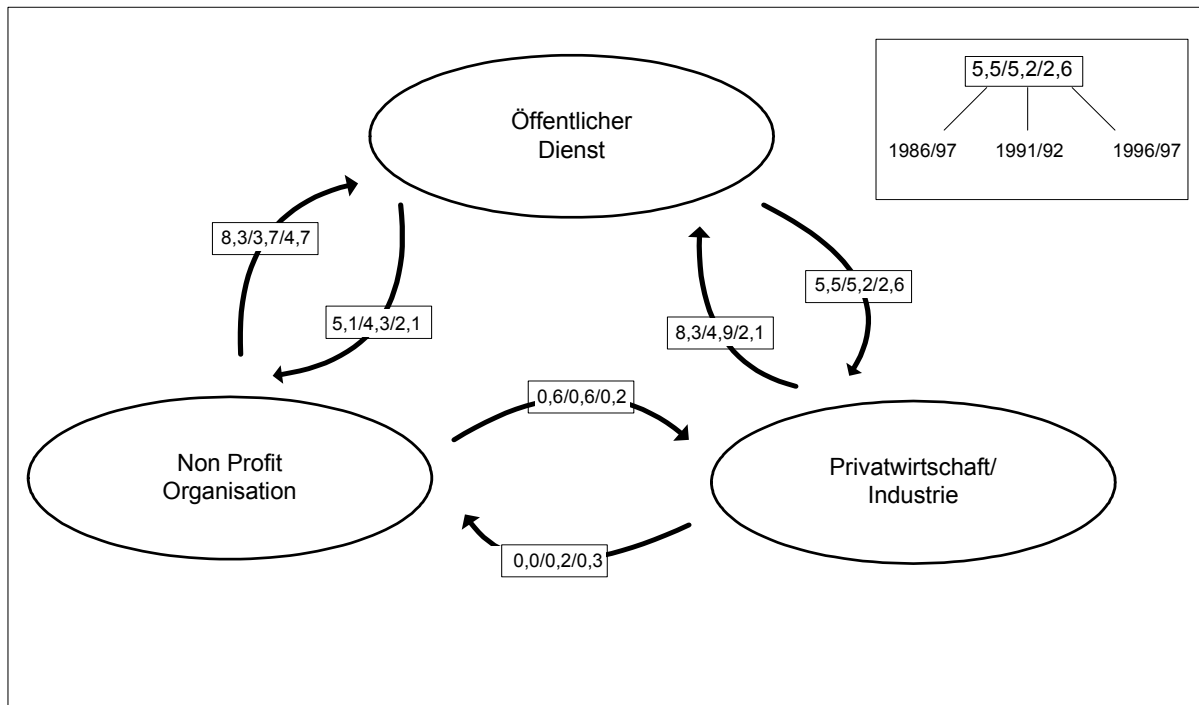 Öffentlicher
Dienst
5,5/5,2/2,6
1986/97
1991/92
1996/97
8,3/3,7/4,7
5,1/4,3/2,1
8,3/4,9/2,1
5,5/5,2/2,6
0,6/0,6/0,2
Non Profit
Organisation
Privatwirtschaft/
Industrie
0,0/0,2/0,3